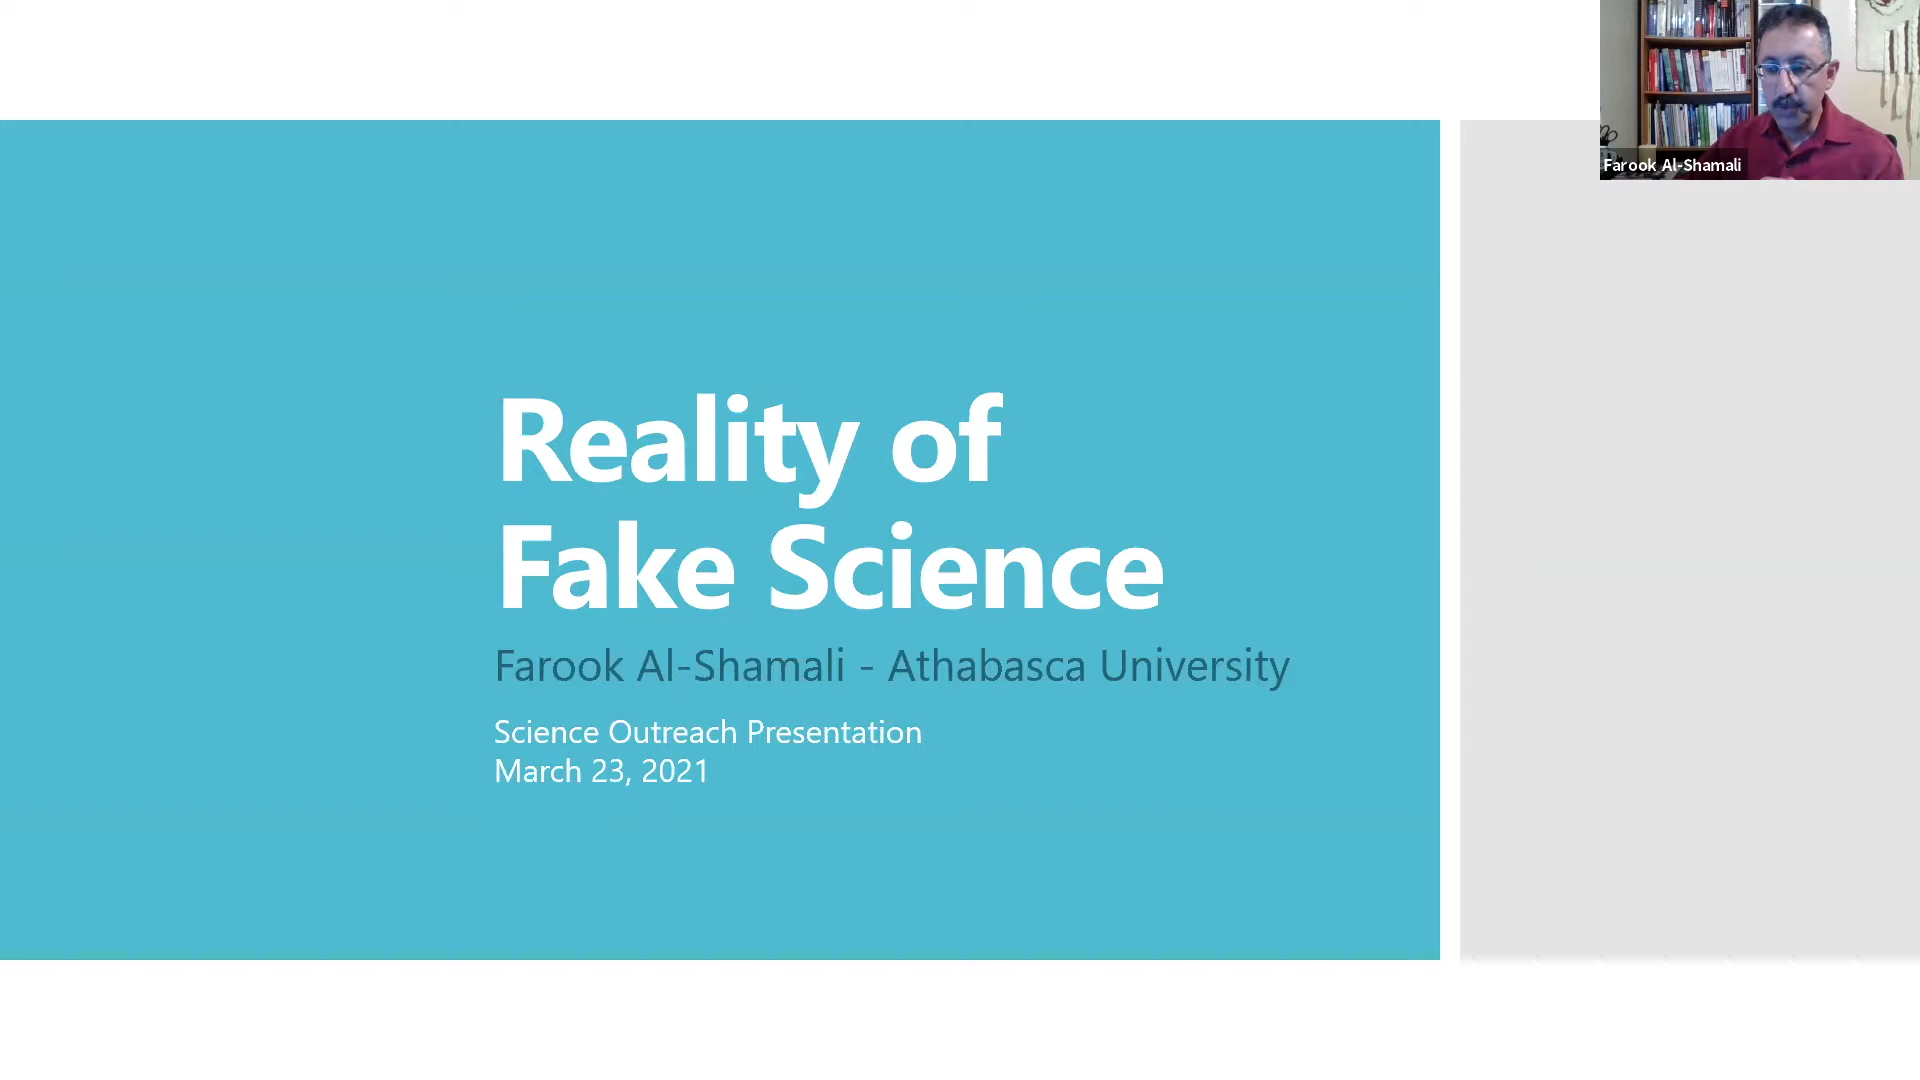 Reality of
Fake Science
Farook Al-Shamali - Athabasca University
Science Outreach Presentation
March 23, 2021
Farook Al-Shamali